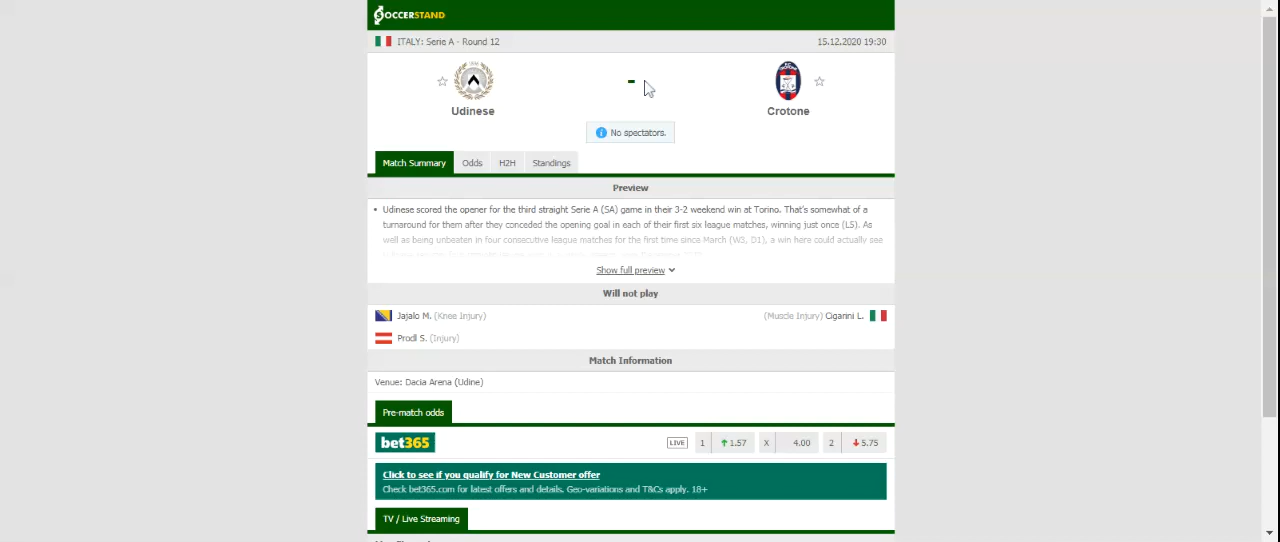 SOCCERSTAND
ITALY: Serie A - Round 12
15.12.2020 19:30
-
Udinese
Crotone
No spectators.
Match Summary
Odds
H2H
Standings
Preview
• Udinese scored the opener for the third straight Serie A (SA) game in their 3-2 weekend win at Torino. That's somewhat of a
turnaround for them after they conceded the opening goal in each of their first six league matches, winning just once (L5). As
well as being unbeaten in four consecutive league matches for the first time since March (W3, D1), a win here could actually see
Show full preview
Will not play
Jajalo M. (Knee Injury)
(Muscle Injury) Cigarini L.
Prodl S. (Injury)
Match Information
Venue: Dacia Arena (Udine)
Pre-match odds
bet365
LIVE
1
1.57
X
4.00
2
5.75
Click to see if you qualify for New Customer offer
Check bet365.com for latest offers and details. Geo-variations and T&Cs apply. 18+
TV / Live Streaming